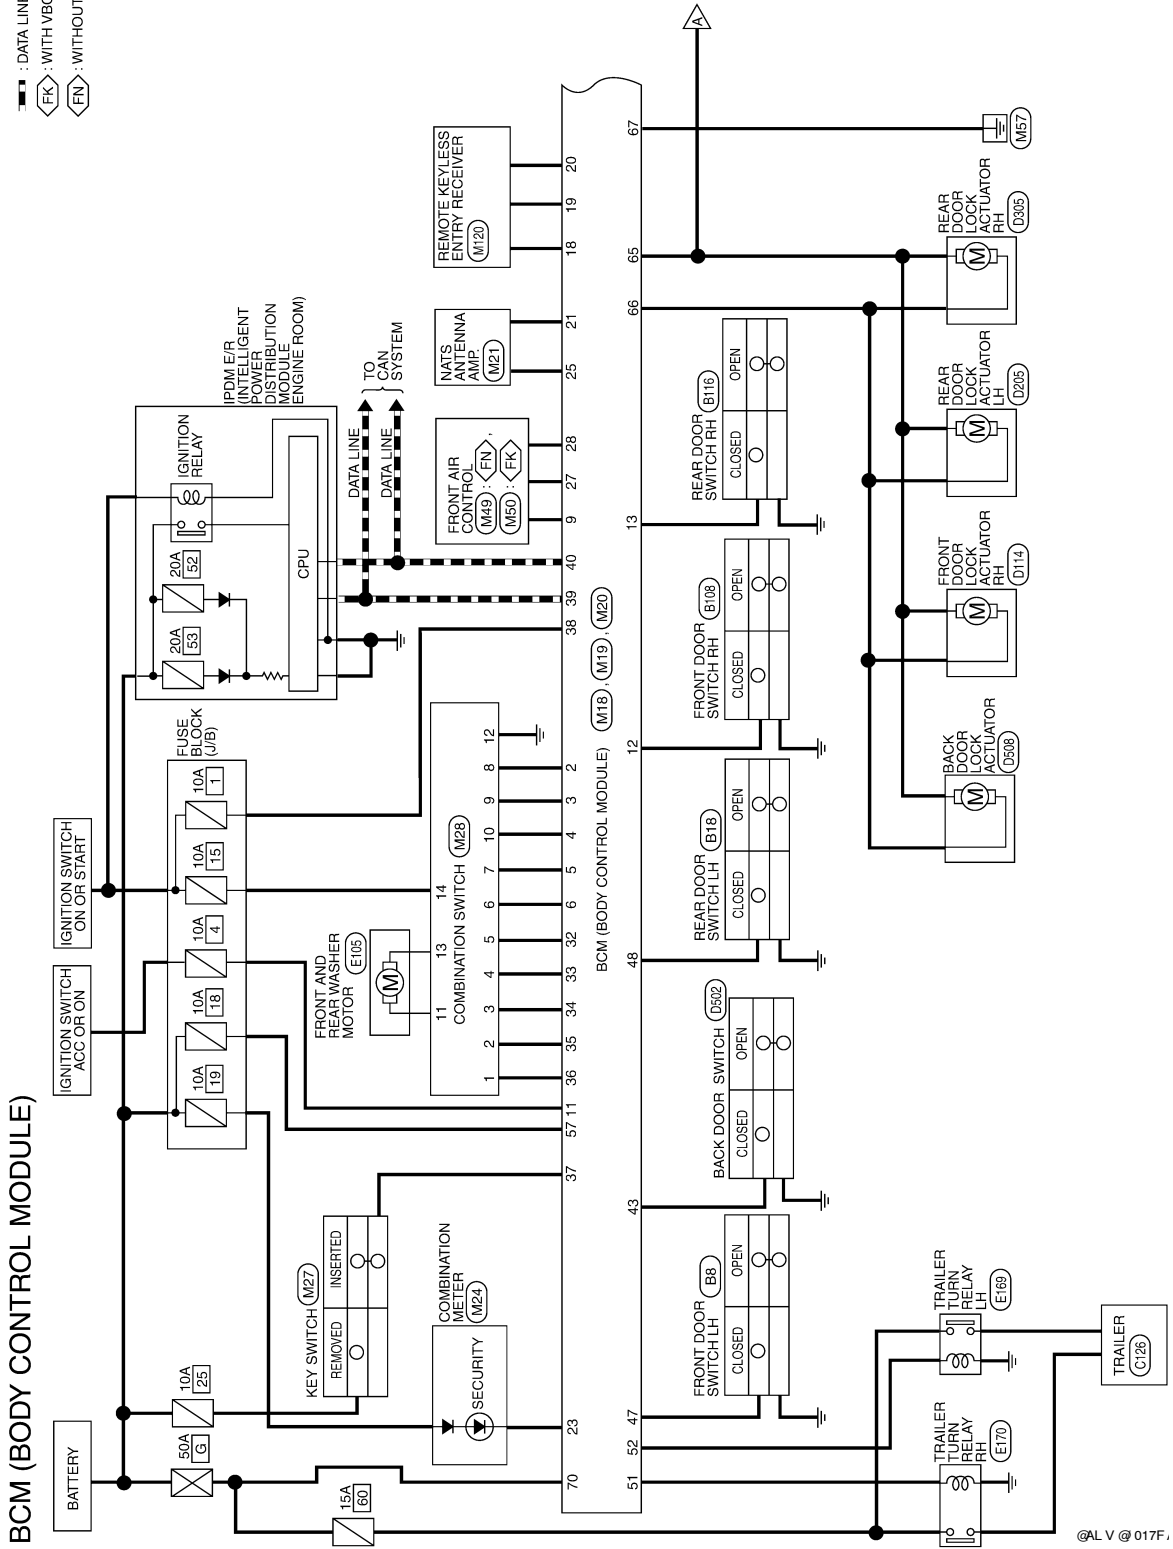 BCM (BODY CONTROL MODULE)
: DATA LINE
FK : WITH VBC
FN : WITHOUT
BATTERY
IGNITION SWITCH
ACC OR ON
IGNITION SWITCH
ON OR START
50A
G
10A
25
15A
60
10A
19
10A
18
10A
4
10A
15
10A
1
FUSE
BLOCK
(J/B)
20A
53
20A
52
IGNITION
RELAY
CPU
IPDM E/R
(INTELLIGENT
POWER
DISTRIBUTION
MODULE
ENGINE ROOM)
DATA LINE
DATA LINE
TO
CAN
SYSTEM
KEY SWITCH M27
REMOVED INSERTED
COMBINATION
METER M24
SECURITY
FRONT AND
REAR WASHER
MOTOR
E105
M
COMBINATION SWITCH M28
11 13 14
1 2 3 4 5 6 7 10 9 8 12
FRONT AIR
CONTROL
M49 : FN ,
M50 : FK
NATS
ANTENNA
AMP.
M21
REMOTE KEYLESS
ENTRY RECEIVER
M120
70 23 37 57 11 36 35 34 33 32 6 5 4 3 2 38 39 40 9 27 28 25 21 18 19 20
BCM (BODY CONTROL MODULE) M18 , M19 , M20
51 52 47 43 48 12 13 66 65 67
FRONT DOOR
SWITCH LH
B8
CLOSED OPEN
BACK DOOR SWITCH D502
CLOSED OPEN
REAR DOOR
SWITCH LH
B18
CLOSED OPEN
FRONT DOOR
SWITCH RH
B108
CLOSED OPEN
REAR DOOR
SWITCH RH
B116
CLOSED OPEN
A
M57
TRAILER
TURN
RELAY
RH
E170
TRAILER
TURN
RELAY
LH
E169
TRAILER
C126
BACK
DOOR
LOCK
ACTUATOR
D508
M
FRONT
DOOR
LOCK
ACTUATOR
RH
D114
M
REAR
DOOR
LOCK
ACTUATOR
LH
D205
M
REAR
DOOR
LOCK
ACTUATOR
RH
D305
M